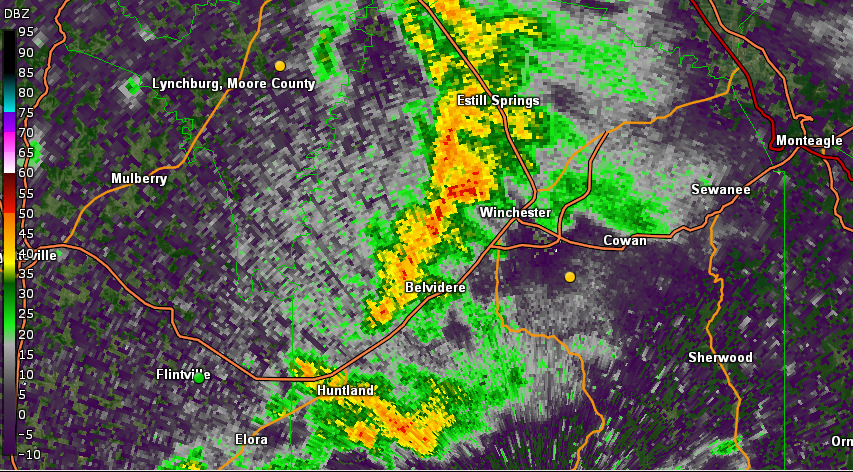 DBZ
95
90
85
80
75
70
65
60
55
50
45
40
35
30
25
20
15
10
5
0
-5
-10
Lynchburg, Moore County
Estill Springs
Monteagle
Mulberry
Sewanee
Winchester
Cowan
ville
Belvidere
Sherwood
Flintville
Huntland
Elora
Orm